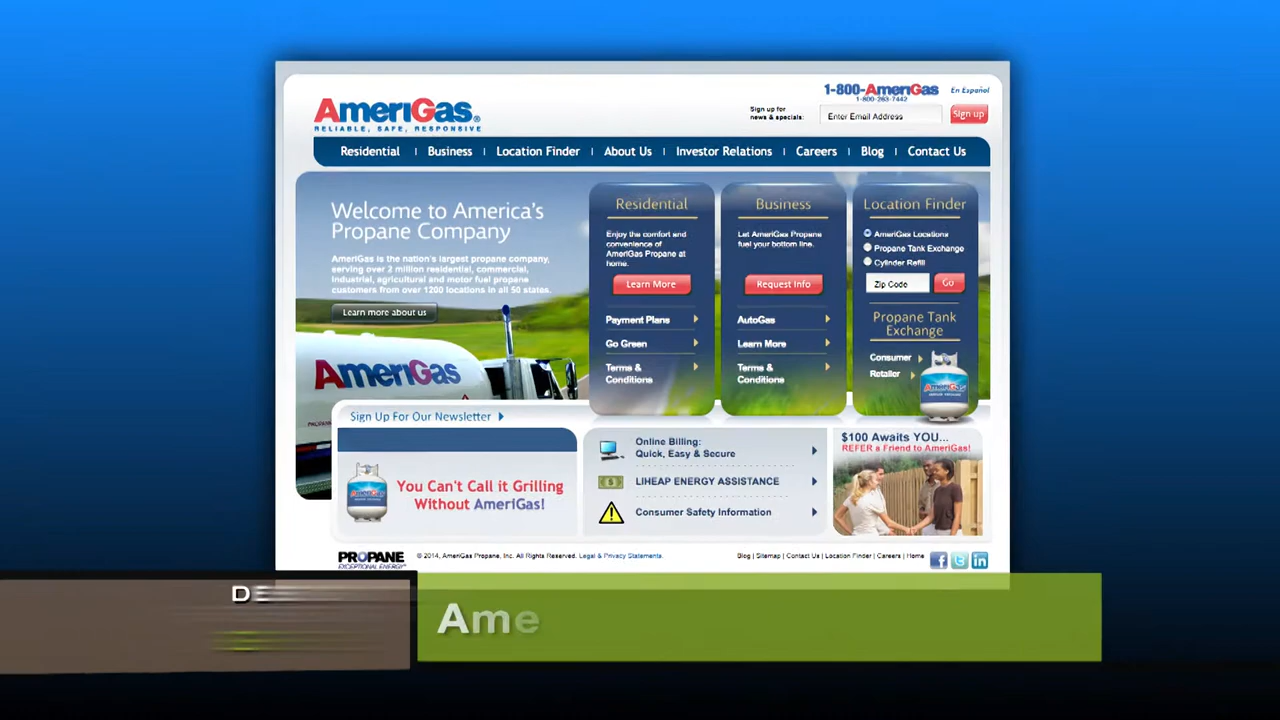 1-800-AmeriGas
1-800-263-7442
En Español
AmeriGas®
RELIABLE, SAFE, RESPONSIVE
Sign up for
news & specials:
Enter Email Address
Sign up
Residential
Business
Location Finder
About Us
Investor Relations
Careers
Blog
Contact Us
Welcome to America's
Propane Company
AmeriGas is the nation's largest propane company,
serving over 2 million residential, commercial,
industrial, agricultural and motor fuel propane
customers from over 1200 locations in all 50 states.
Learn more about us
Residential
Enjoy the comfort and
convenience of
AmeriGas Propane at
home.
Learn More
Payment Plans
Go Green
Terms &
Conditions
Business
Let AmeriGas Propane
fuel your bottom line.
Request Info
AutoGas
Learn More
Terms &
Conditions
Location Finder
AmeriGas Locations
Propane Tank Exchange
Cylinder Refill
Zip Code
Go
Propane Tank
Exchange
Consumer
Retailer
AmeriGas
AmeriGas
Sign Up For Our Newsletter
You Can't Call it Grilling
Without AmeriGas!
Online Billing:
Quick, Easy & Secure
LIHEAP ENERGY ASSISTANCE
Consumer Safety Information
$100 Awaits YOU...
REFER a Friend to AmeriGas!
PROPANE
EXCEPTIONAL ENERGY
© 2014, AmeriGas Propane, Inc. All Rights Reserved. Legal & Privacy Statements.
Blog | Sitemap | Contact Us | Location Finder | Careers | Home
D
Ame